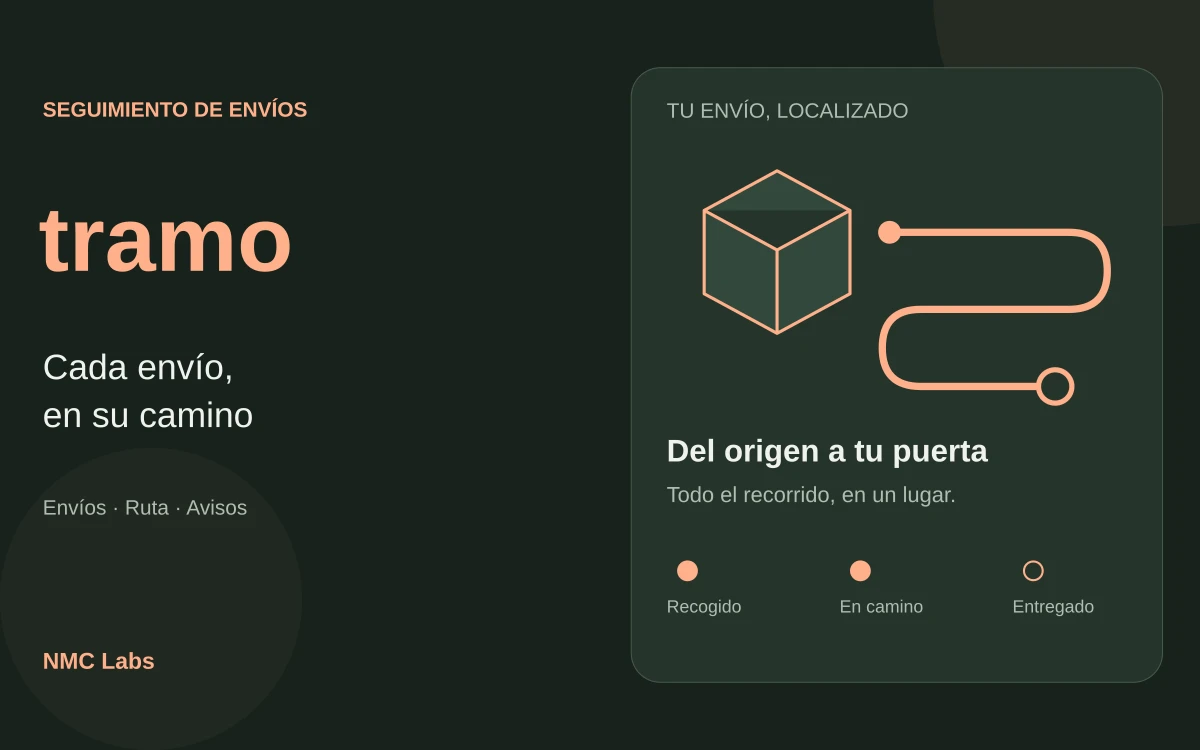 SEGUIMIENTO DE ENVÍOS
tramo
Cada envío,
en su camino
Envíos · Ruta · Avisos
NMC Labs
TU ENVÍO, LOCALIZADO
Del origen a tu puerta
Todo el recorrido, en un lugar.
Recogido
En camino
Entregado